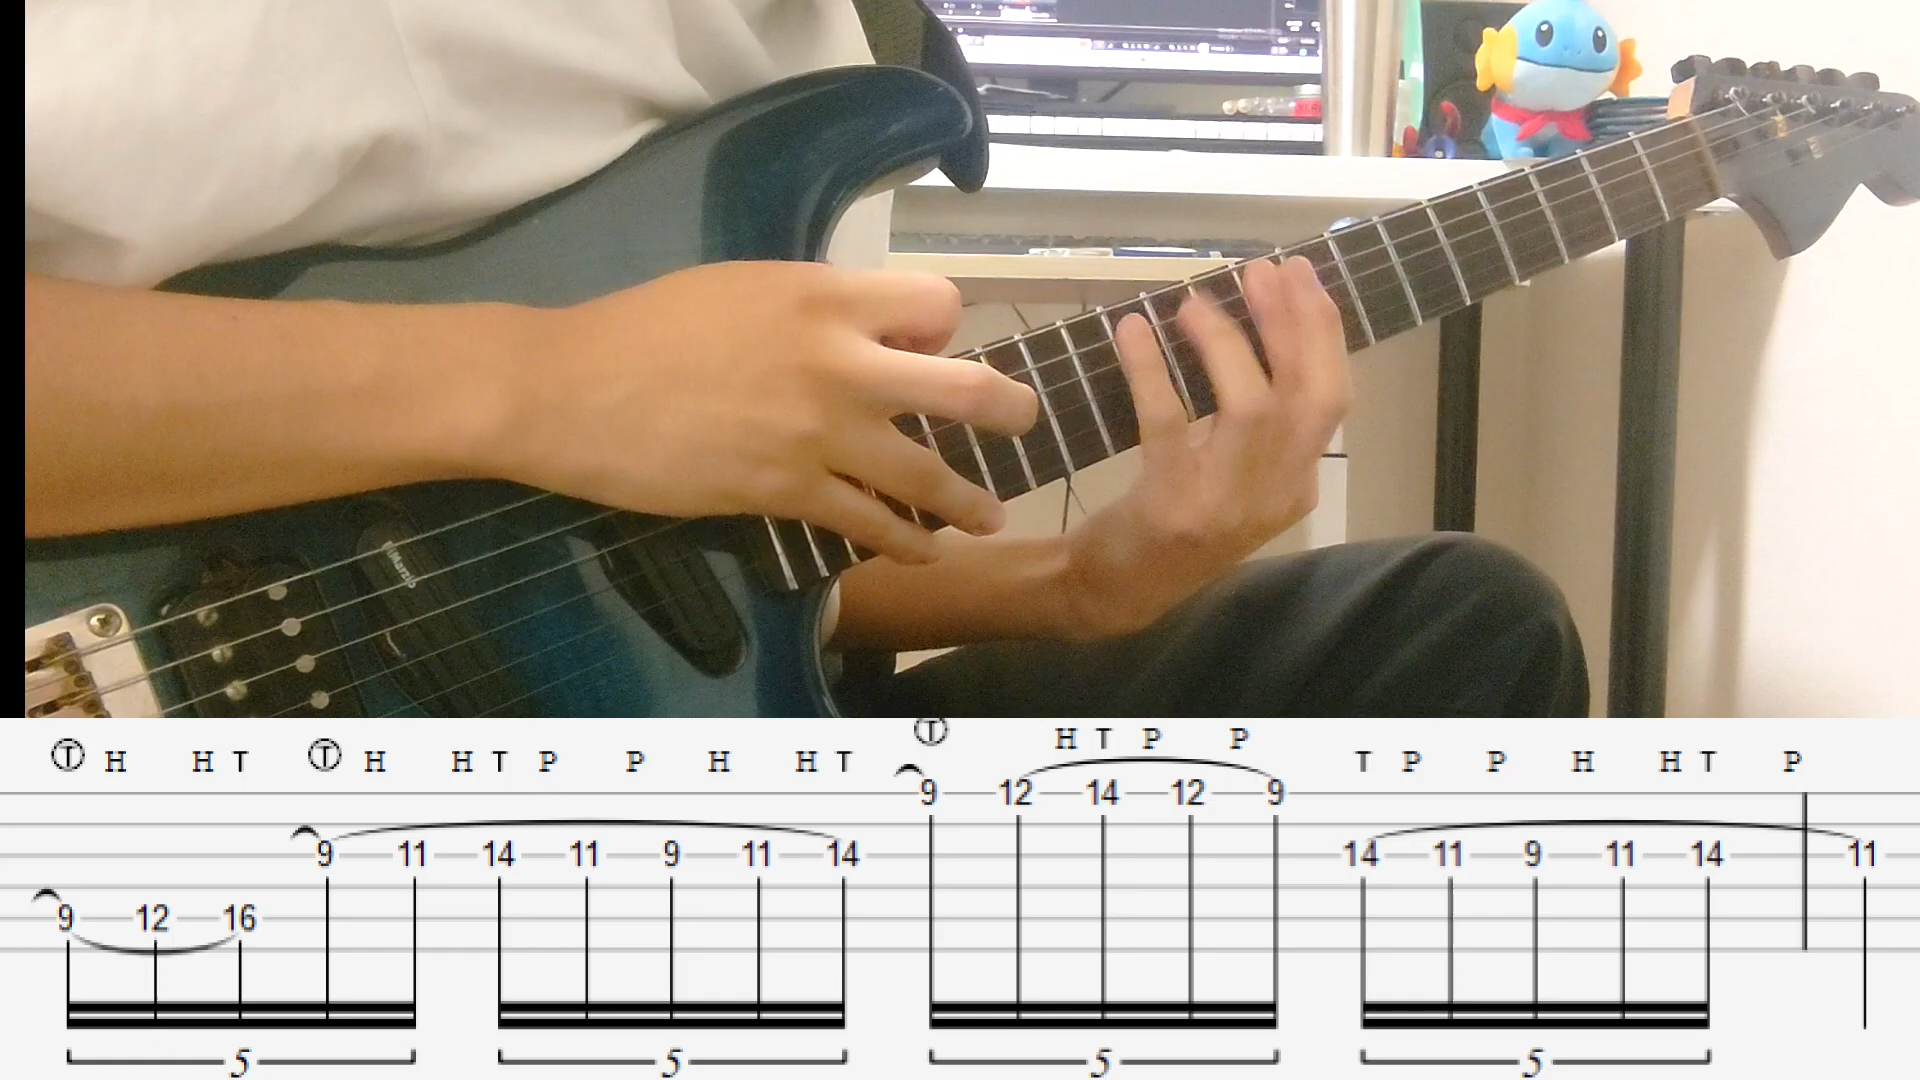 DiMarzio
Ⓣ H H T Ⓣ H H T P P H H T Ⓣ H T P P T P P H H T P
9 12 14 12 9
9 11 14 11 9 11 14 14 11 9 11 14 11
9 12 16
5 5 5 5